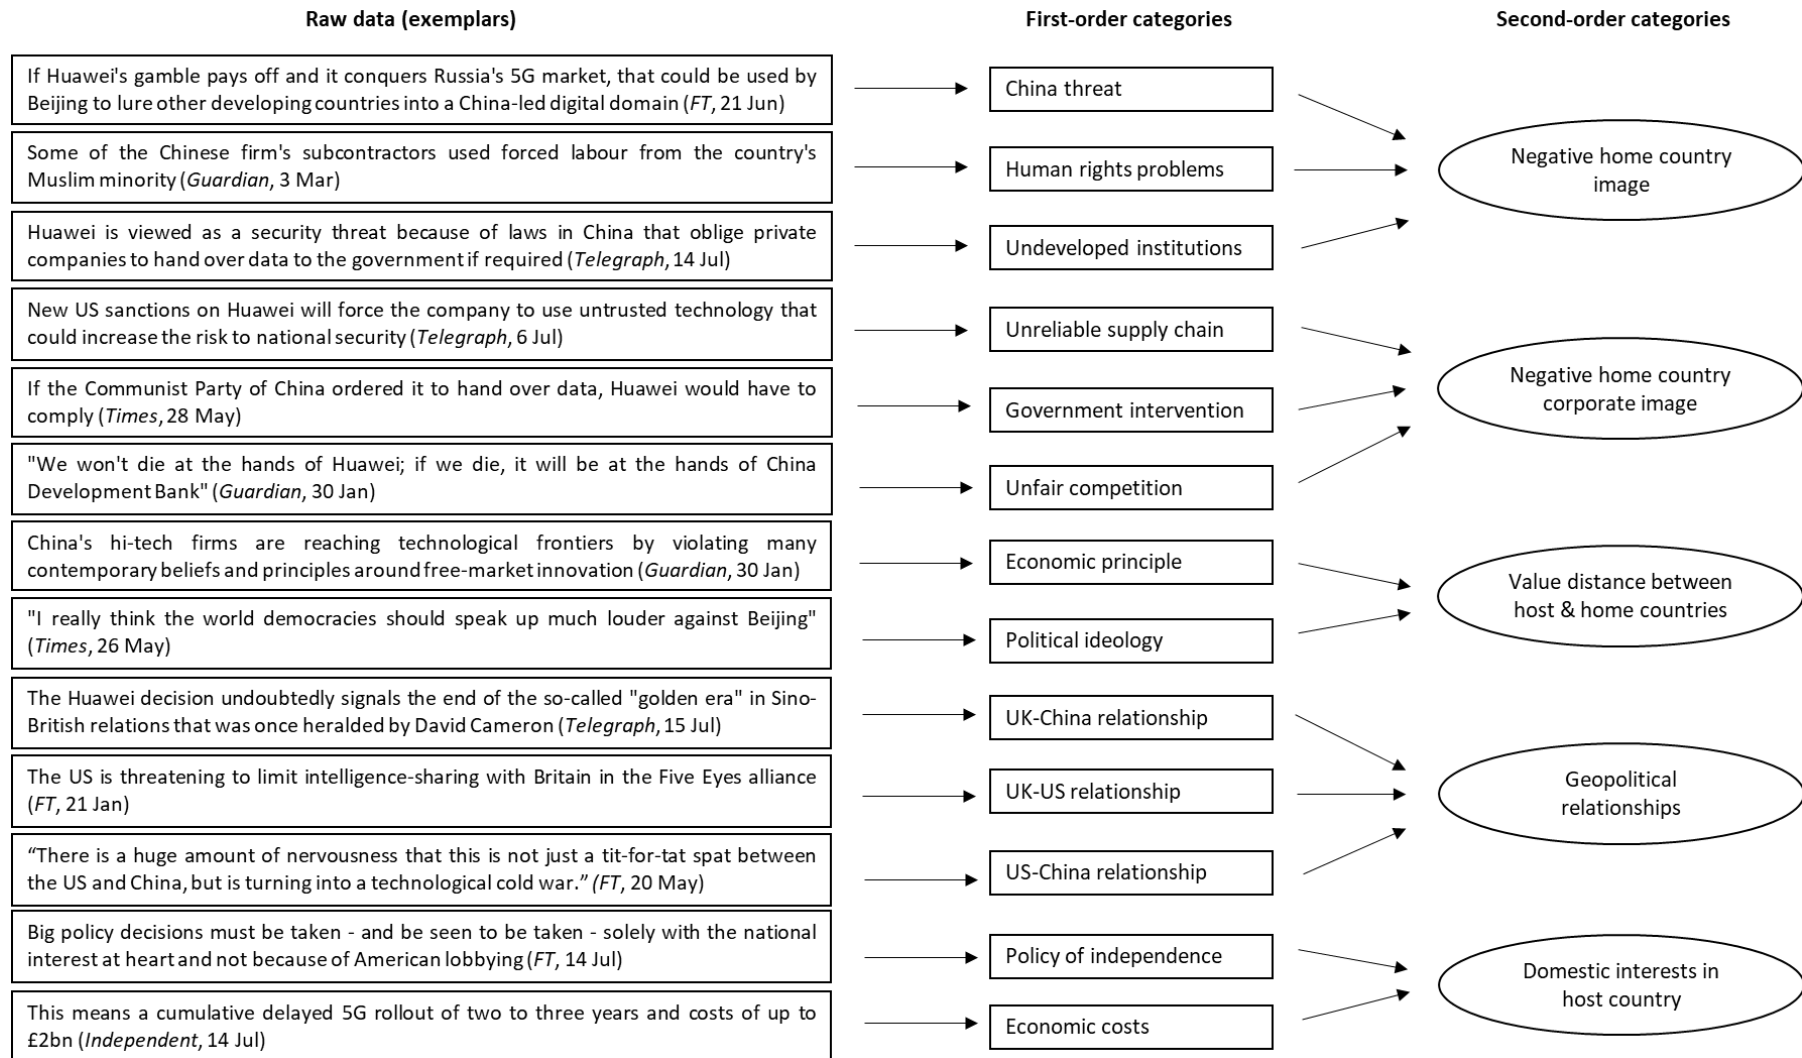 Raw data (exemplars)
First-order categories
Second-order categories
If Huawei's gamble pays off and it conquers Russia's 5G market, that could be used by
Beijing to lure other developing countries into a China-led digital domain (FT, 21 Jun)
China threat
Some of the Chinese firm's subcontractors used forced labour from the country's
Muslim minority (Guardian, 3 Mar)
Human rights problems
Negative home country
image
Huawei is viewed as a security threat because of laws in China that oblige private
companies to hand over data to the government if required (Telegraph, 14 Jul)
Undeveloped institutions
New US sanctions on Huawei will force the company to use untrusted technology that
could increase the risk to national security (Telegraph, 6 Jul)
Unreliable supply chain
If the Communist Party of China ordered it to hand over data, Huawei would have to
comply (Times, 28 May)
Government intervention
Negative home country
corporate image
"We won't die at the hands of Huawei; if we die, it will be at the hands of China
Development Bank" (Guardian, 30 Jan)
Unfair competition
China's hi-tech firms are reaching technological frontiers by violating many
contemporary beliefs and principles around free-market innovation (Guardian, 30 Jan)
Economic principle
Value distance between
host & home countries
"I really think the world democracies should speak up much louder against Beijing"
(Times, 26 May)
Political ideology
The Huawei decision undoubtedly signals the end of the so-called "golden era" in Sino-
British relations that was once heralded by David Cameron (Telegraph, 15 Jul)
UK-China relationship
The US is threatening to limit intelligence-sharing with Britain in the Five Eyes alliance
(FT, 21 Jan)
UK-US relationship
Geopolitical
relationships
“There is a huge amount of nervousness that this is not just a tit-for-tat spat between
the US and China, but is turning into a technological cold war.” (FT, 20 May)
US-China relationship
Big policy decisions must be taken - and be seen to be taken - solely with the national
interest at heart and not because of American lobbying (FT, 14 Jul)
Policy of independence
Domestic interests in
host country
This means a cumulative delayed 5G rollout of two to three years and costs of up to
£2bn (Independent, 14 Jul)
Economic costs